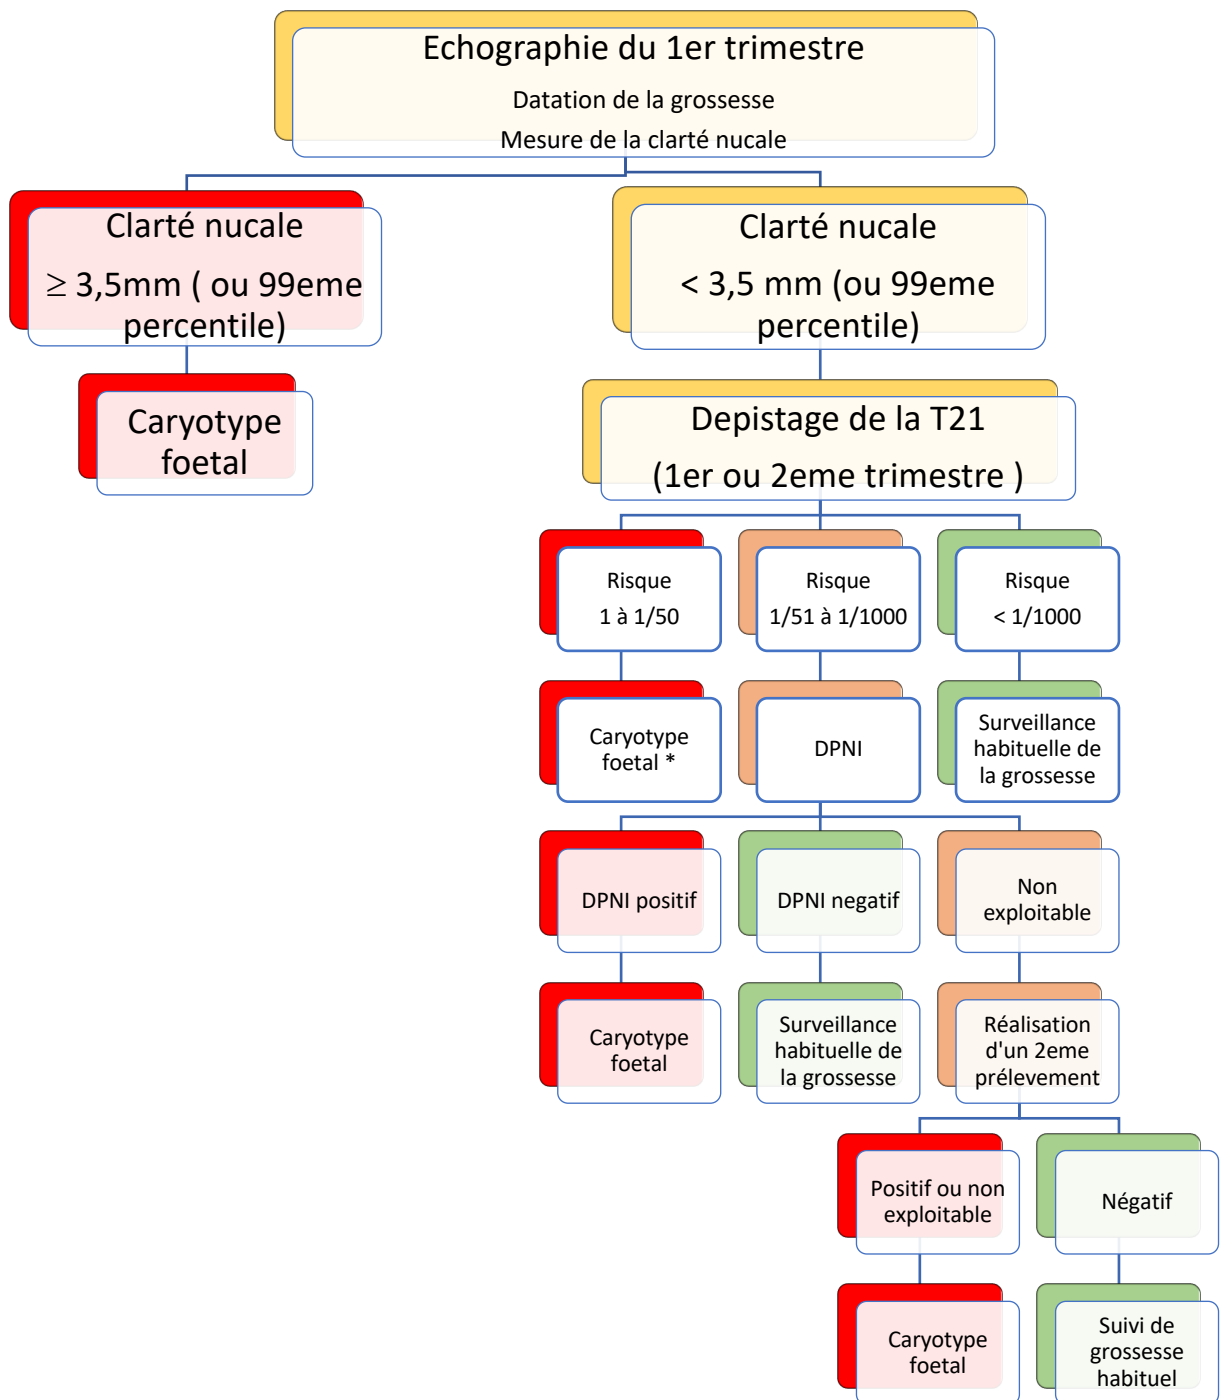 Echographie du 1er trimestre
Datation de la grossesse
Mesure de la clarté nucale
Clarté nucale
≥ 3,5mm ( ou 99eme
percentile)
Clarté nucale
< 3,5 mm (ou 99eme
percentile)
Caryotype
foetal
Depistage de la T21
(1er ou 2eme trimestre )
Risque
1 à 1/50
Risque
1/51 à 1/1000
Risque
< 1/1000
Caryotype
foetal *
DPNI
Surveillance
habituelle de
la grossesse
DPNI positif
DPNI negatif
Non
exploitable
Caryotype
foetal
Surveillance
habituelle de
la grossesse
Réalisation
d'un 2eme
prélevement
Positif ou non
exploitable
Négatif
Caryotype
foetal
Suivi de
grossesse
habituel